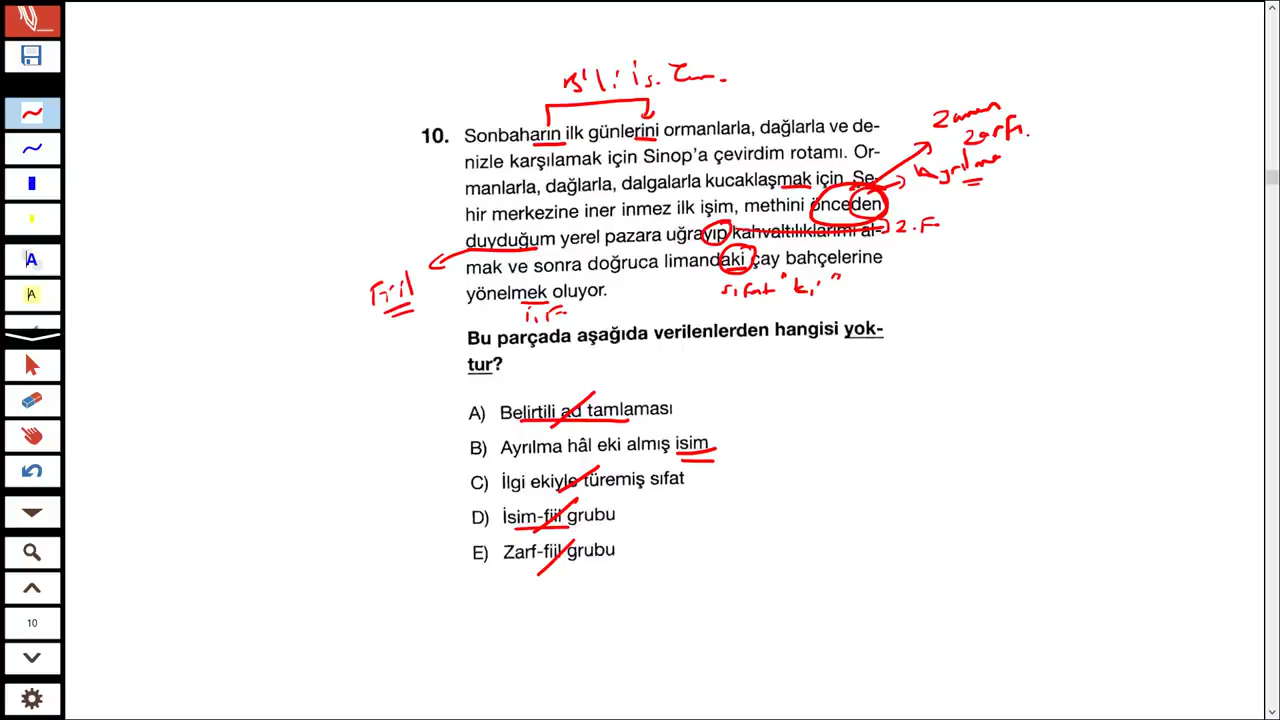 B'li İs. Tam.
10. Sonbaharın ilk günlerini ormanlarla, dağlarla ve de-
nizle karşılamak için Sinop'a çevirdim rotamı. Or-
manlarla, dağlarla, dalgalarla kucaklaşmak için. Şe-
hir merkezine iner inmez ilk işim, methini önceden
duyduğum yerel pazara uğrayıp kahvaltılıklarımı al-
mak ve sonra doğruca limandaki çay bahçelerine
yönelmek oluyor.
Zaman
Zarfı.
Ayrılma
Z.F
Fiil
sıfat "ki"
i.F
Bu parçada aşağıda verilenlerden hangisi yok-
tur?
A) Belirtili ad tamlaması
B) Ayrılma hâl eki almış isim
C) İlgi ekiyle türemiş sıfat
D) İsim-fiil grubu
E) Zarf-fiil grubu
A
A
10